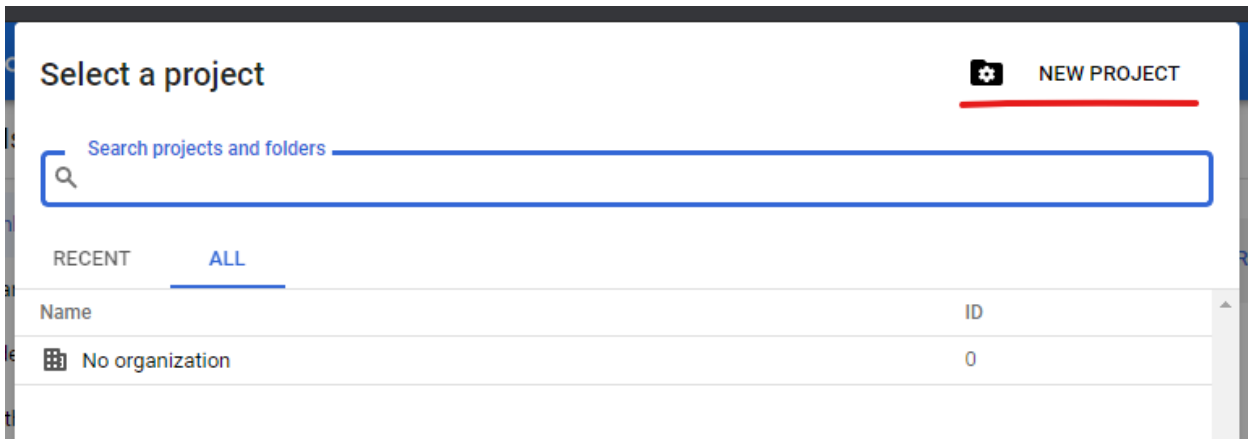 Select a project
NEW PROJECT
Search projects and folders
RECENT ALL
Name ID
No organization 0